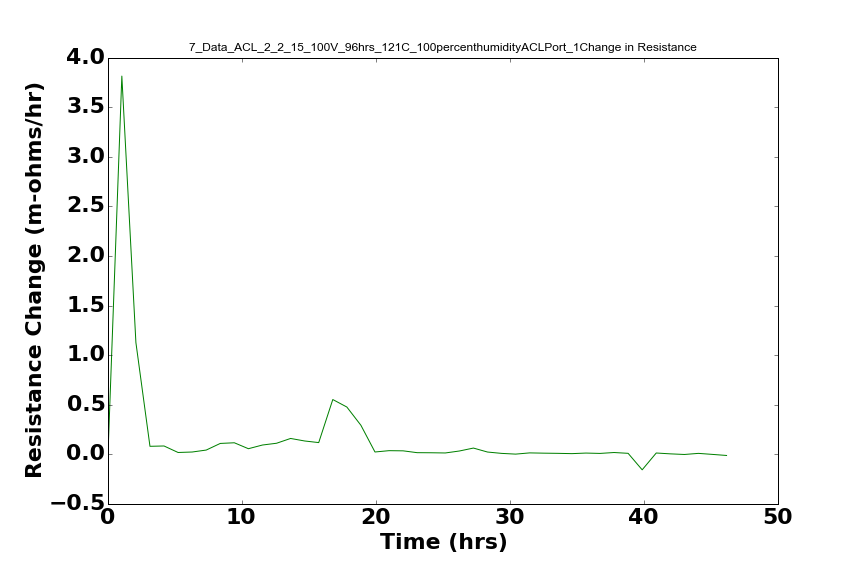 7_Data_ACL_2_2_15_100V_96hrs_121C_100percenthumidityACLPort_1Change in Resistance
Resistance Change (m-ohms/hr)
4.0
3.5
3.0
2.5
2.0
1.5
1.0
0.5
0.0
−0.5
0 10 20 30 40 50
Time (hrs)